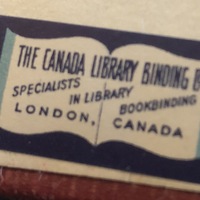 THE CANADA LIBRARY BINDING
SPECIALISTS
IN LIBRARY
BOOKBINDING
LONDON, CANADA